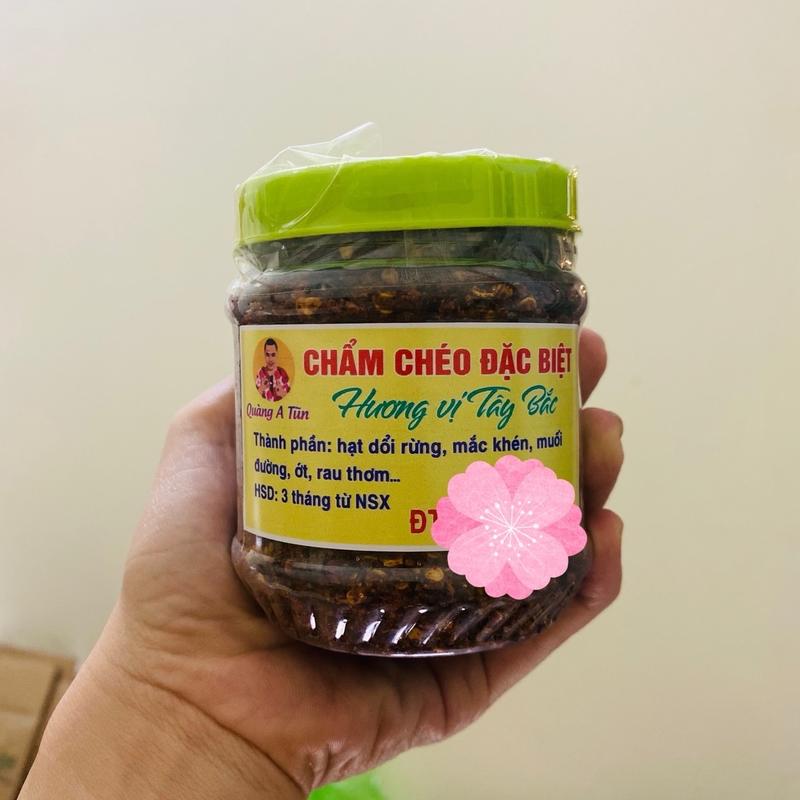 CHẨM CHÉO ĐẶC BIỆT
Quàng A Tũn
Hương vị Tây Bắc
Thành phần: hạt dổi rừng, mắc khén, muối
đường, ớt, rau thơm...
HSD: 3 tháng từ NSX